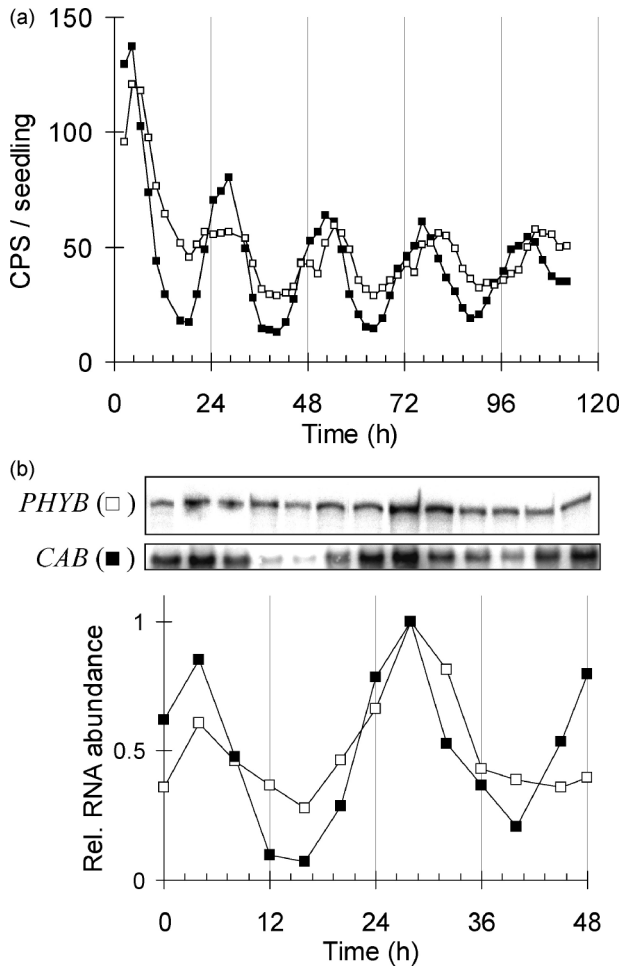 (a)
150
100
50
0
CPS / seedling
0 24 48 72 96 120
Time (h)
(b)
PHYB (□)
CAB (■)
1
0.5
0
Rel. RNA abundance
0 12 24 36 48
Time (h)